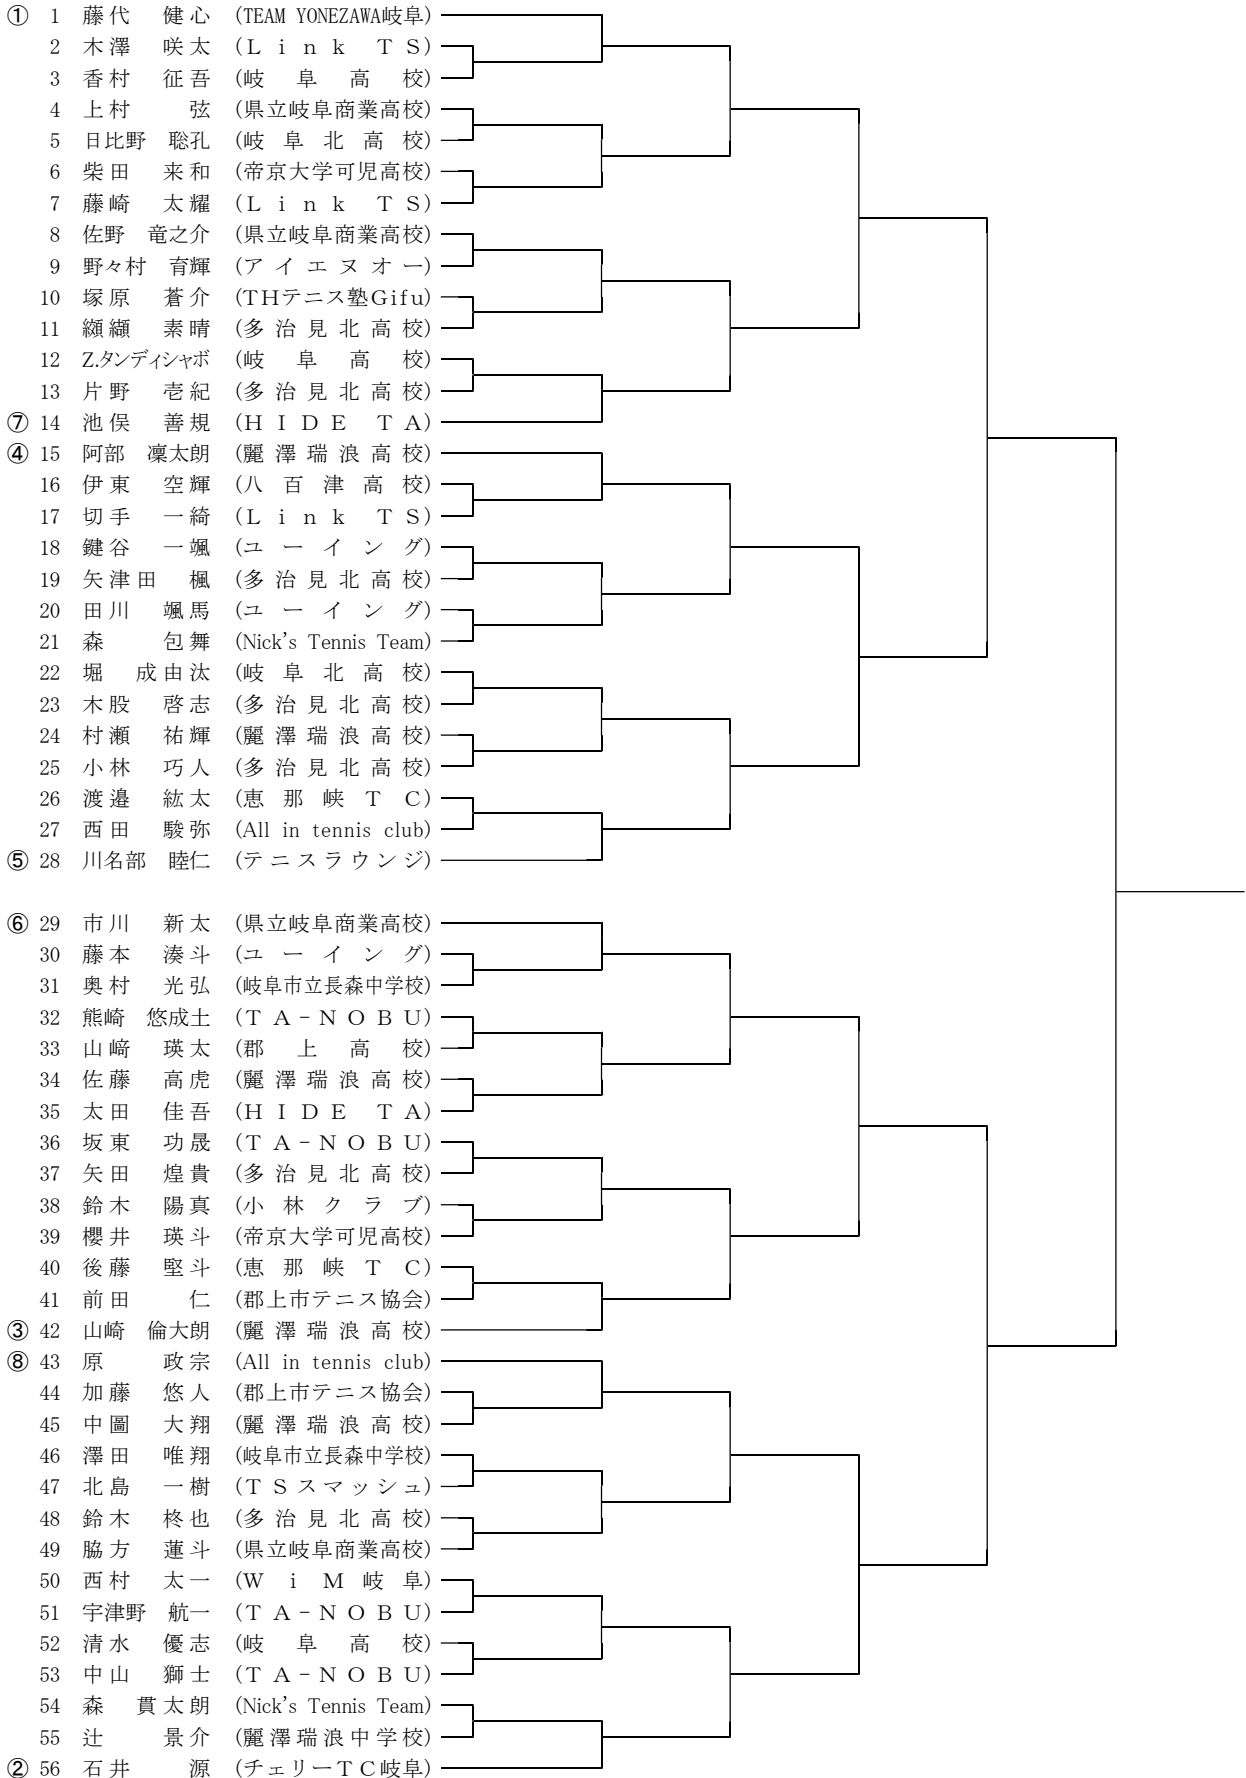 ① 1 藤代 健心 (TEAM YONEZAWA岐阜)
2 木澤 咲太 (Link TS)
3 香村 征吾 (岐阜高校)
4 上村 弦 (県立岐阜商業高校)
5 日比野 聡孔 (岐阜北高校)
6 柴田 来和 (帝京大学可児高校)
7 藤崎 太耀 (Link TS)
8 佐野 竜之介 (県立岐阜商業高校)
9 野々村 育輝 (アイエヌオー)
10 塚原 蒼介 (THテニス塾Gifu)
11 纐纈 素晴 (多治見北高校)
12 Z.タンディシャボ (岐阜高校)
13 片野 壱紀 (多治見北高校)
⑦ 14 池俣 善規 (HIDE TA)
④ 15 阿部 凜太朗 (麗澤瑞浪高校)
16 伊東 空輝 (八百津高校)
17 切手 一綺 (Link TS)
18 鍵谷 一颯 (ユーイング)
19 矢津田 楓 (多治見北高校)
20 田川 颯馬 (ユーイング)
21 森 包舞 (Nick's Tennis Team)
22 堀 成由汰 (岐阜北高校)
23 木股 啓志 (多治見北高校)
24 村瀬 祐輝 (麗澤瑞浪高校)
25 小林 巧人 (多治見北高校)
26 渡邉 紘太 (恵那峡TC)
27 西田 駿弥 (All in tennis club)
⑤ 28 川名部 睦仁 (テニスラウンジ)
⑥ 29 市川 新太 (県立岐阜商業高校)
30 藤本 湊斗 (ユーイング)
31 奥村 光弘 (岐阜市立長森中学校)
32 熊崎 悠成土 (TA-NOBU)
33 山﨑 瑛太 (郡上高校)
34 佐藤 高虎 (麗澤瑞浪高校)
35 太田 佳吾 (HIDE TA)
36 坂東 功晟 (TA-NOBU)
37 矢田 煌貴 (多治見北高校)
38 鈴木 陽真 (小林クラブ)
39 櫻井 瑛斗 (帝京大学可児高校)
40 後藤 堅斗 (恵那峡TC)
41 前田 仁 (郡上市テニス協会)
③ 42 山崎 倫大朗 (麗澤瑞浪高校)
⑧ 43 原 政宗 (All in tennis club)
44 加藤 悠人 (郡上市テニス協会)
45 中圖 大翔 (麗澤瑞浪高校)
46 澤田 唯翔 (岐阜市立長森中学校)
47 北島 一樹 (TSスマッシュ)
48 鈴木 柊也 (多治見北高校)
49 脇方 蓮斗 (県立岐阜商業高校)
50 西村 太一 (WiM岐阜)
51 宇津野 航一 (TA-NOBU)
52 清水 優志 (岐阜高校)
53 中山 獅士 (TA-NOBU)
54 森 貫太朗 (Nick's Tennis Team)
55 辻 景介 (麗澤瑞浪中学校)
② 56 石井 源 (チェリーTC岐阜)